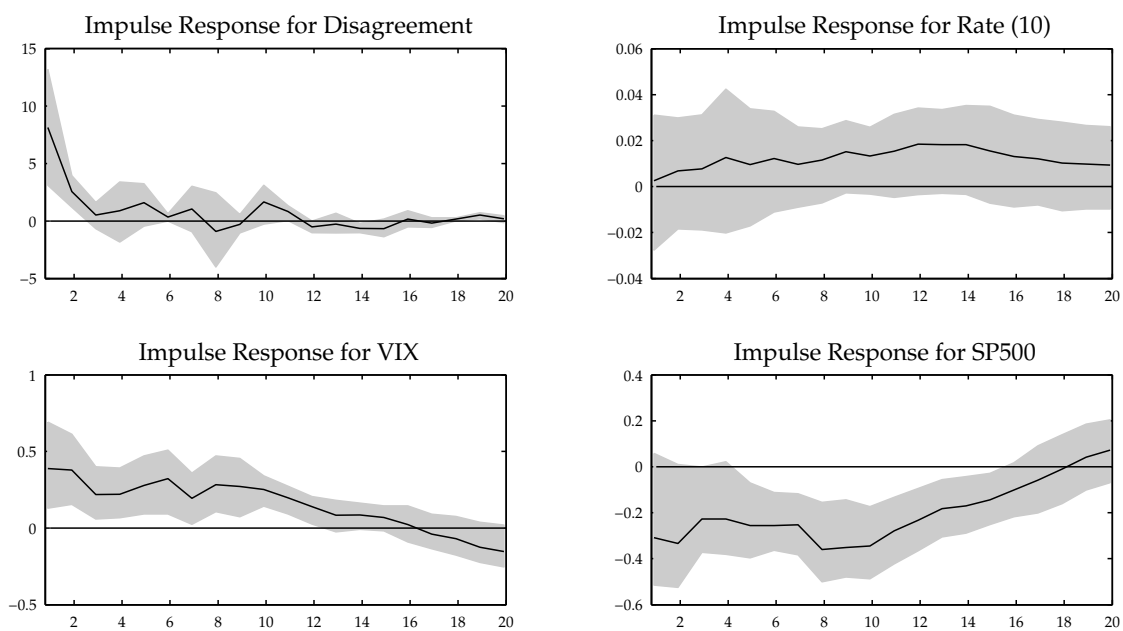 Impulse Response for Disagreement
15
10
5
0
−5
2 4 6 8 10 12 14 16 18 20
Impulse Response for Rate (10)
0.06
0.04
0.02
0
−0.02
−0.04
2 4 6 8 10 12 14 16 18 20
Impulse Response for VIX
1
0.5
0
−0.5
2 4 6 8 10 12 14 16 18 20
Impulse Response for SP500
0.4
0.2
0
−0.2
−0.4
−0.6
2 4 6 8 10 12 14 16 18 20